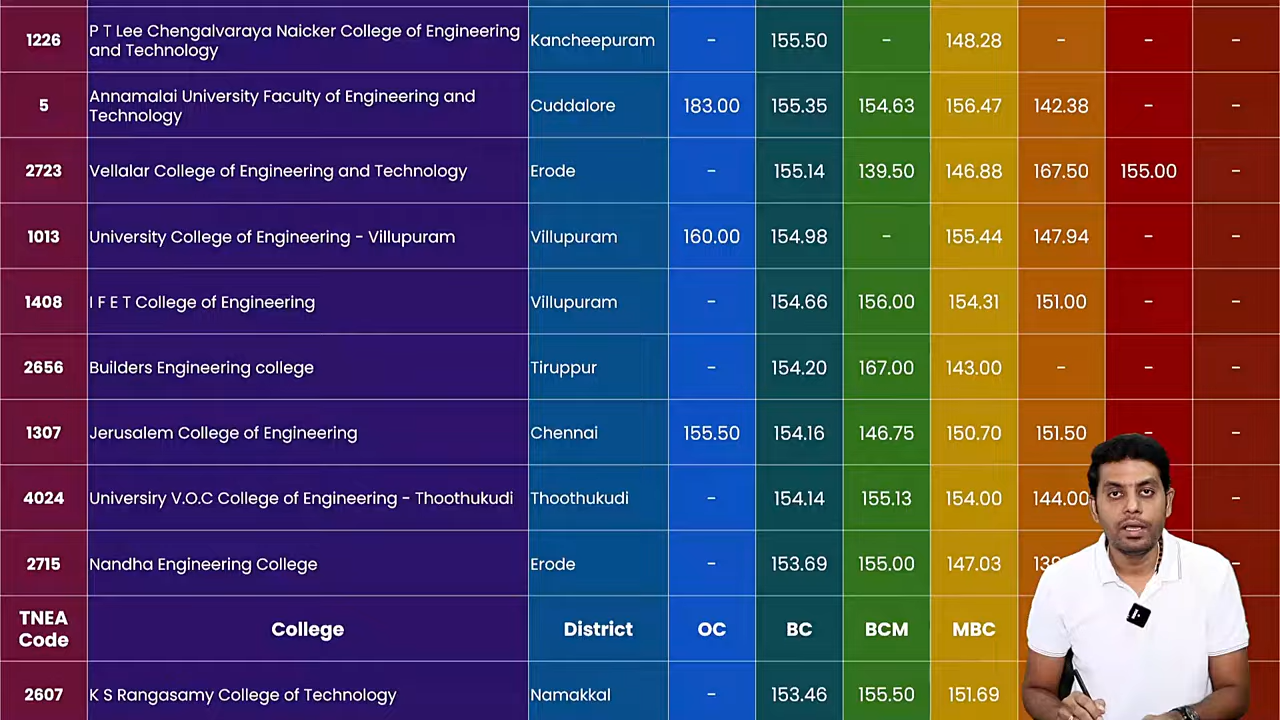 1226 P T Lee Chengalvaraya Naicker College of Engineering and Technology Kancheepuram - 155.50 - 148.28 - - -
5 Annamalai University Faculty of Engineering and Technology Cuddalore 183.00 155.35 154.63 156.47 142.38 - -
2723 Vellalar College of Engineering and Technology Erode - 155.14 139.50 146.88 167.50 155.00 -
1013 University College of Engineering - Villupuram Villupuram 160.00 154.98 - 155.44 147.94 - -
1408 I F E T College of Engineering Villupuram - 154.66 156.00 154.31 151.00 - -
2656 Builders Engineering college Tiruppur - 154.20 167.00 143.00 - - -
1307 Jerusalem College of Engineering Chennai 155.50 154.16 146.75 150.70 151.50 - -
4024 Universiry V.O.C College of Engineering - Thoothukudi Thoothukudi - 154.14 155.13 154.00 144.00 -
2715 Nandha Engineering College Erode - 153.69 155.00 147.03 -
TNEA Code College District OC BC BCM MBC
2607 K S Rangasamy College of Technology Namakkal - 153.46 155.50 151.69